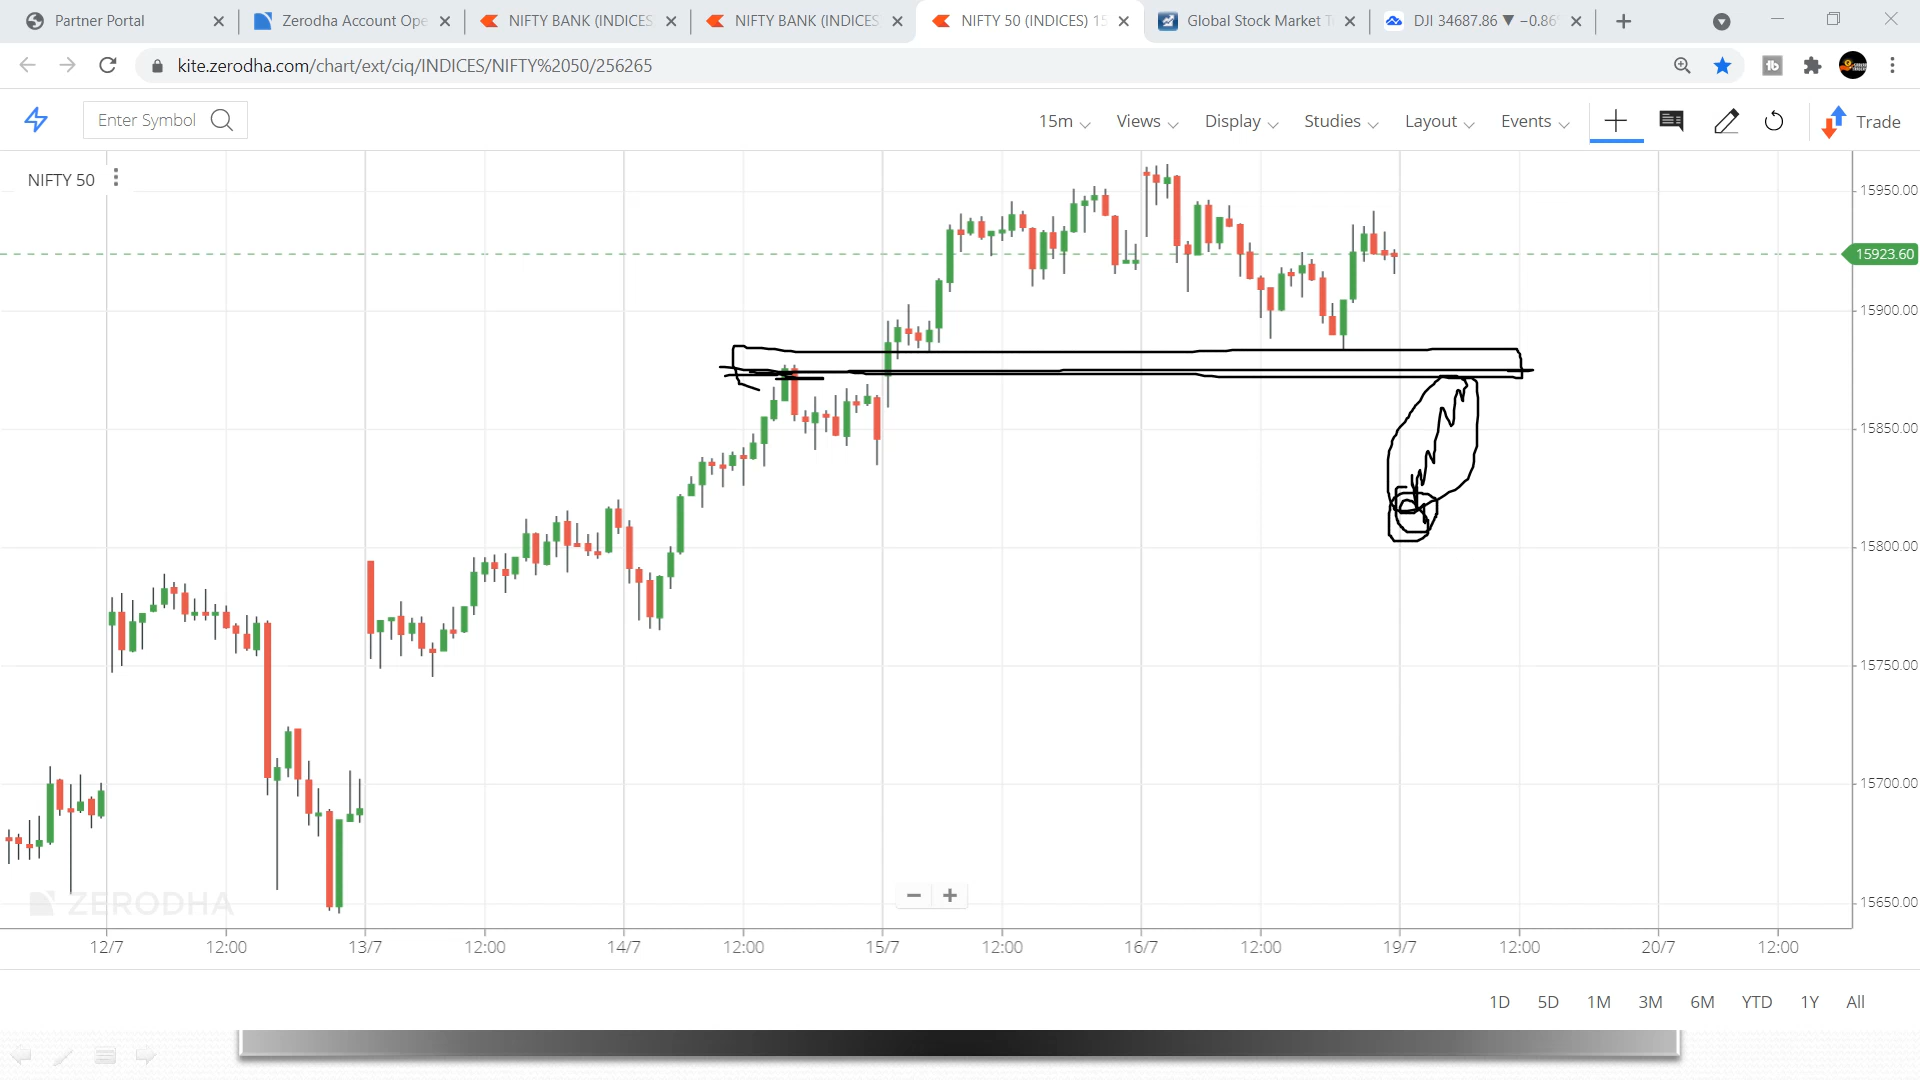 Partner Portal
Zerodha Account Ope
NIFTY BANK (INDICES
NIFTY BANK (INDICES
NIFTY 50 (INDICES) 15
Global Stock Market T
DJI 34687.86 ▼ −0.86
kite.zerodha.com/chart/ext/ciq/INDICES/NIFTY%2050/256265
Enter Symbol
15m
Views
Display
Studies
Layout
Events
Trade
NIFTY 50
15950.00
15923.60
15900.00
15850.00
15800.00
15750.00
15700.00
15650.00
ZERODHA
12/7
12:00
13/7
12:00
14/7
12:00
15/7
12:00
16/7
12:00
19/7
12:00
20/7
12:00
1D
5D
1M
3M
6M
YTD
1Y
All